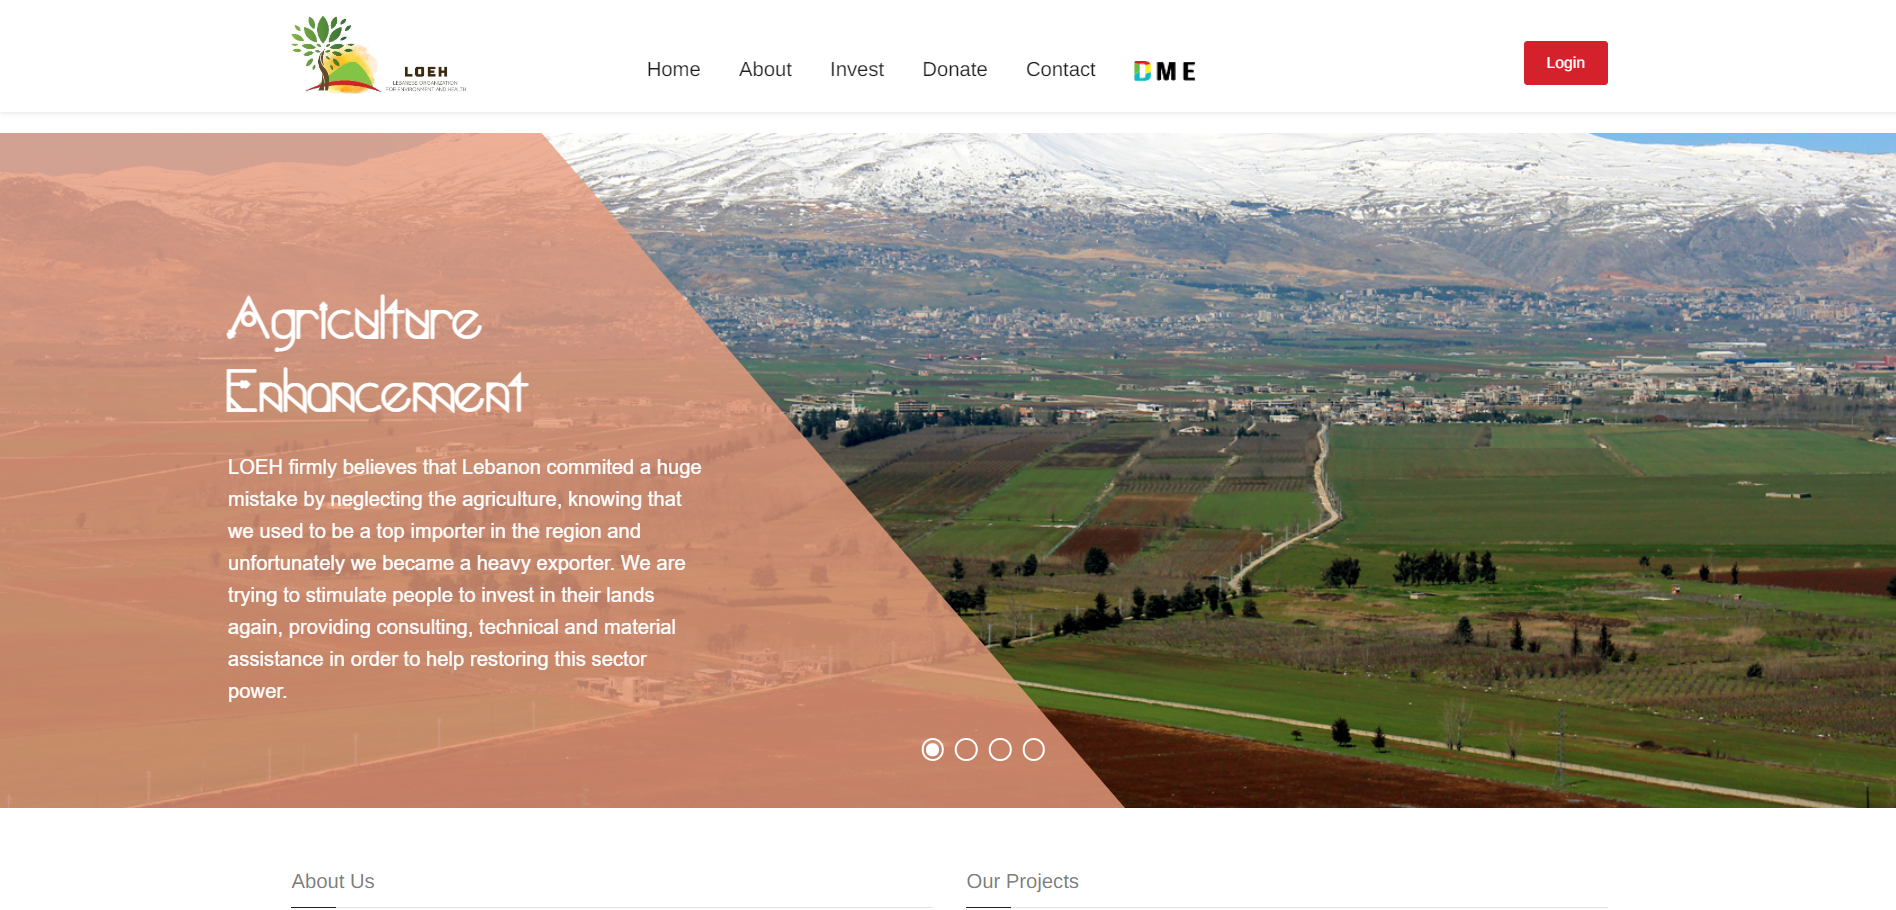 LOEH
LEBANESE ORGANIZATION
FOR ENVIRONMENT AND HEALTH
Home
About
Invest
Donate
Contact
DME
Login
Agriculture
Enhancement
LOEH firmly believes that Lebanon commited a huge
mistake by neglecting the agriculture, knowing that
we used to be a top importer in the region and
unfortunately we became a heavy exporter. We are
trying to stimulate people to invest in their lands
again, providing consulting, technical and material
assistance in order to help restoring this sector
power.
About Us
Our Projects